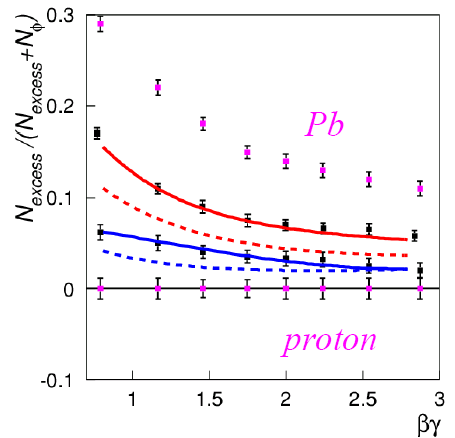 N_excess /(N_excess+N_ϕ)
0.3
0.2
Pb
0.1
0
proton
-0.1
1 1.5 2 2.5 3
βγ